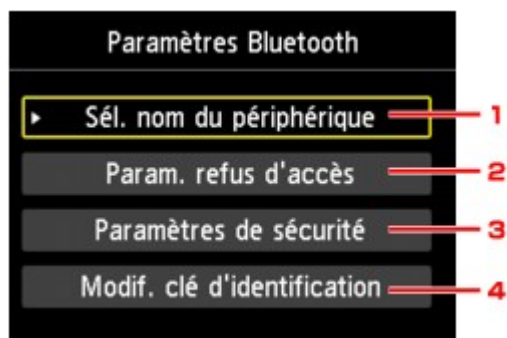 Paramètres Bluetooth
Sél. nom du périphérique 1
Param. refus d'accès 2
Paramètres de sécurité 3
Modif. clé d'identification 4